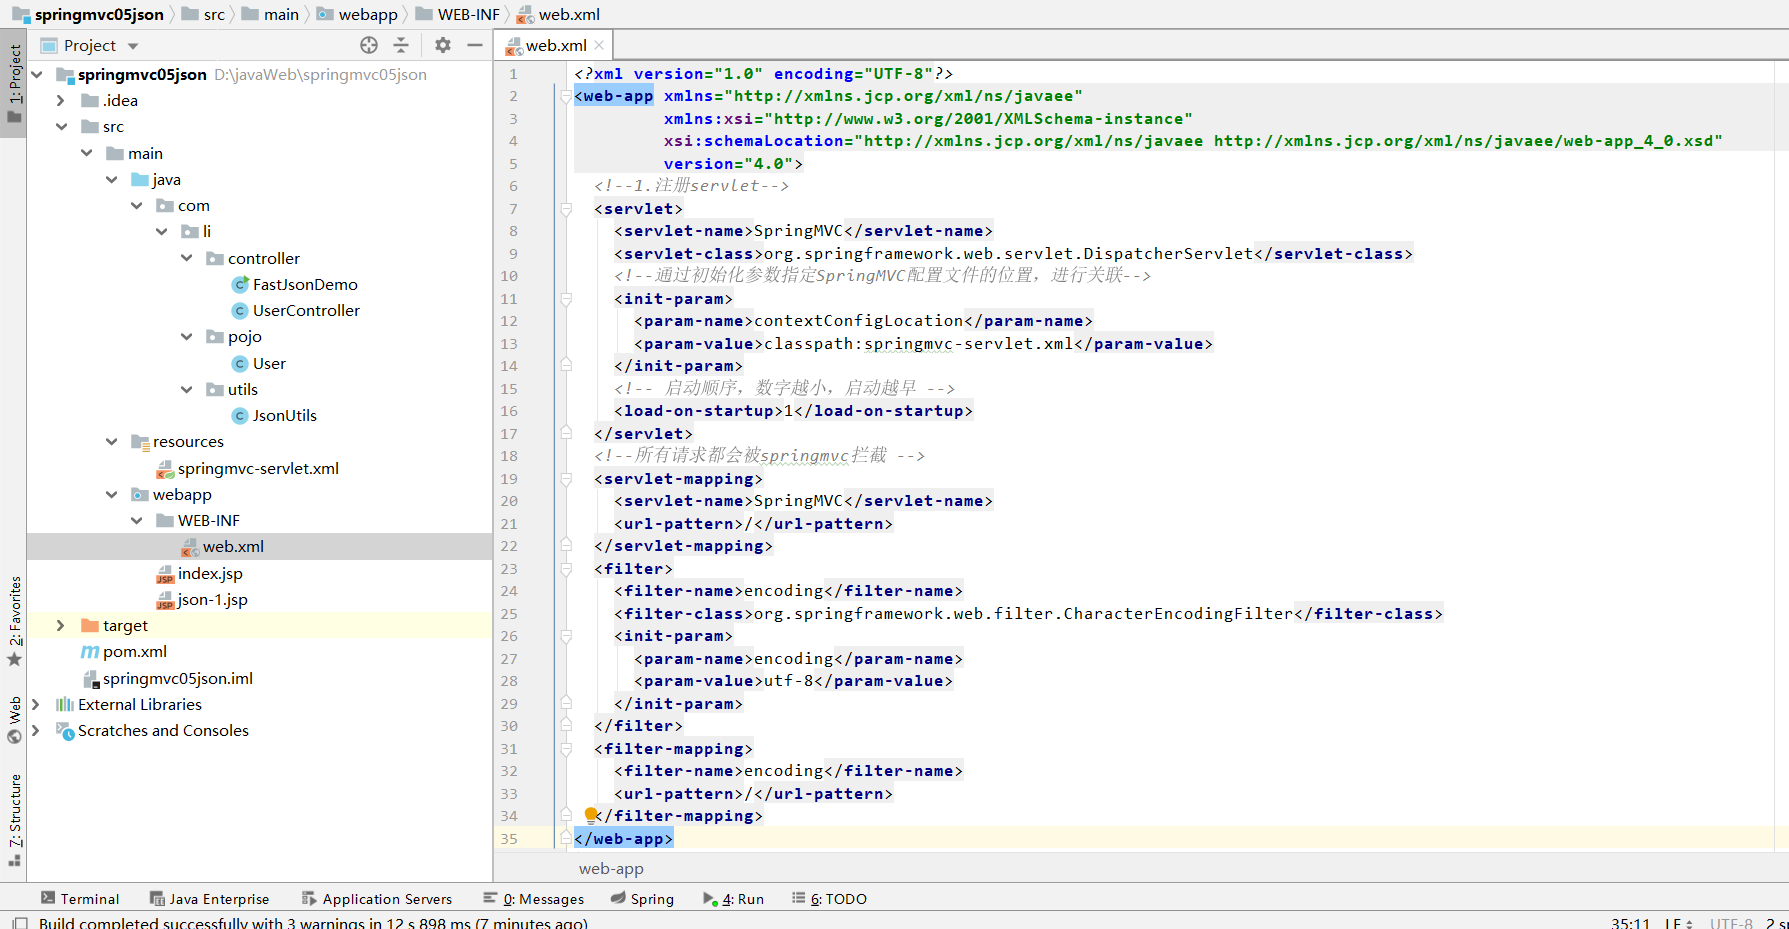 springmvc05json src main webapp WEB-INF web.xml
Project
web.xml
1: Project
springmvc05json D:\javaWeb\springmvc05json
.idea
src
main
java
com
li
controller
FastJsonDemo
UserController
pojo
User
utils
JsonUtils
resources
springmvc-servlet.xml
webapp
WEB-INF
web.xml
index.jsp
json-1.jsp
target
pom.xml
springmvc05json.iml
External Libraries
Scratches and Consoles
2: Favorites
Web
7: Structure
1 <?xml version="1.0" encoding="UTF-8"?>
2 <web-app xmlns="http://xmlns.jcp.org/xml/ns/javaee"
3 xmlns:xsi="http://www.w3.org/2001/XMLSchema-instance"
4 xsi:schemaLocation="http://xmlns.jcp.org/xml/ns/javaee http://xmlns.jcp.org/xml/ns/javaee/web-app_4_0.xsd"
5 version="4.0">
6 <!--1.注册servlet-->
7 <servlet>
8 <servlet-name>SpringMVC</servlet-name>
9 <servlet-class>org.springframework.web.servlet.DispatcherServlet</servlet-class>
10 <!--通过初始化参数指定SpringMVC配置文件的位置，进行关联-->
11 <init-param>
12 <param-name>contextConfigLocation</param-name>
13 <param-value>classpath:springmvc-servlet.xml</param-value>
14 </init-param>
15 <!-- 启动顺序，数字越小，启动越早 -->
16 <load-on-startup>1</load-on-startup>
17 </servlet>
18 <!--所有请求都会被springmvc拦截 -->
19 <servlet-mapping>
20 <servlet-name>SpringMVC</servlet-name>
21 <url-pattern>/</url-pattern>
22 </servlet-mapping>
23 <filter>
24 <filter-name>encoding</filter-name>
25 <filter-class>org.springframework.web.filter.CharacterEncodingFilter</filter-class>
26 <init-param>
27 <param-name>encoding</param-name>
28 <param-value>utf-8</param-value>
29 </init-param>
30 </filter>
31 <filter-mapping>
32 <filter-name>encoding</filter-name>
33 <url-pattern>/</url-pattern>
34 </filter-mapping>
35 </web-app>
web-app
Terminal Java Enterprise Application Servers 0: Messages Spring 4: Run 6: TODO
Build completed successfully with 3 warnings in 12 s 898 ms (7 minutes ago) 35:11 LF UTF-8 2